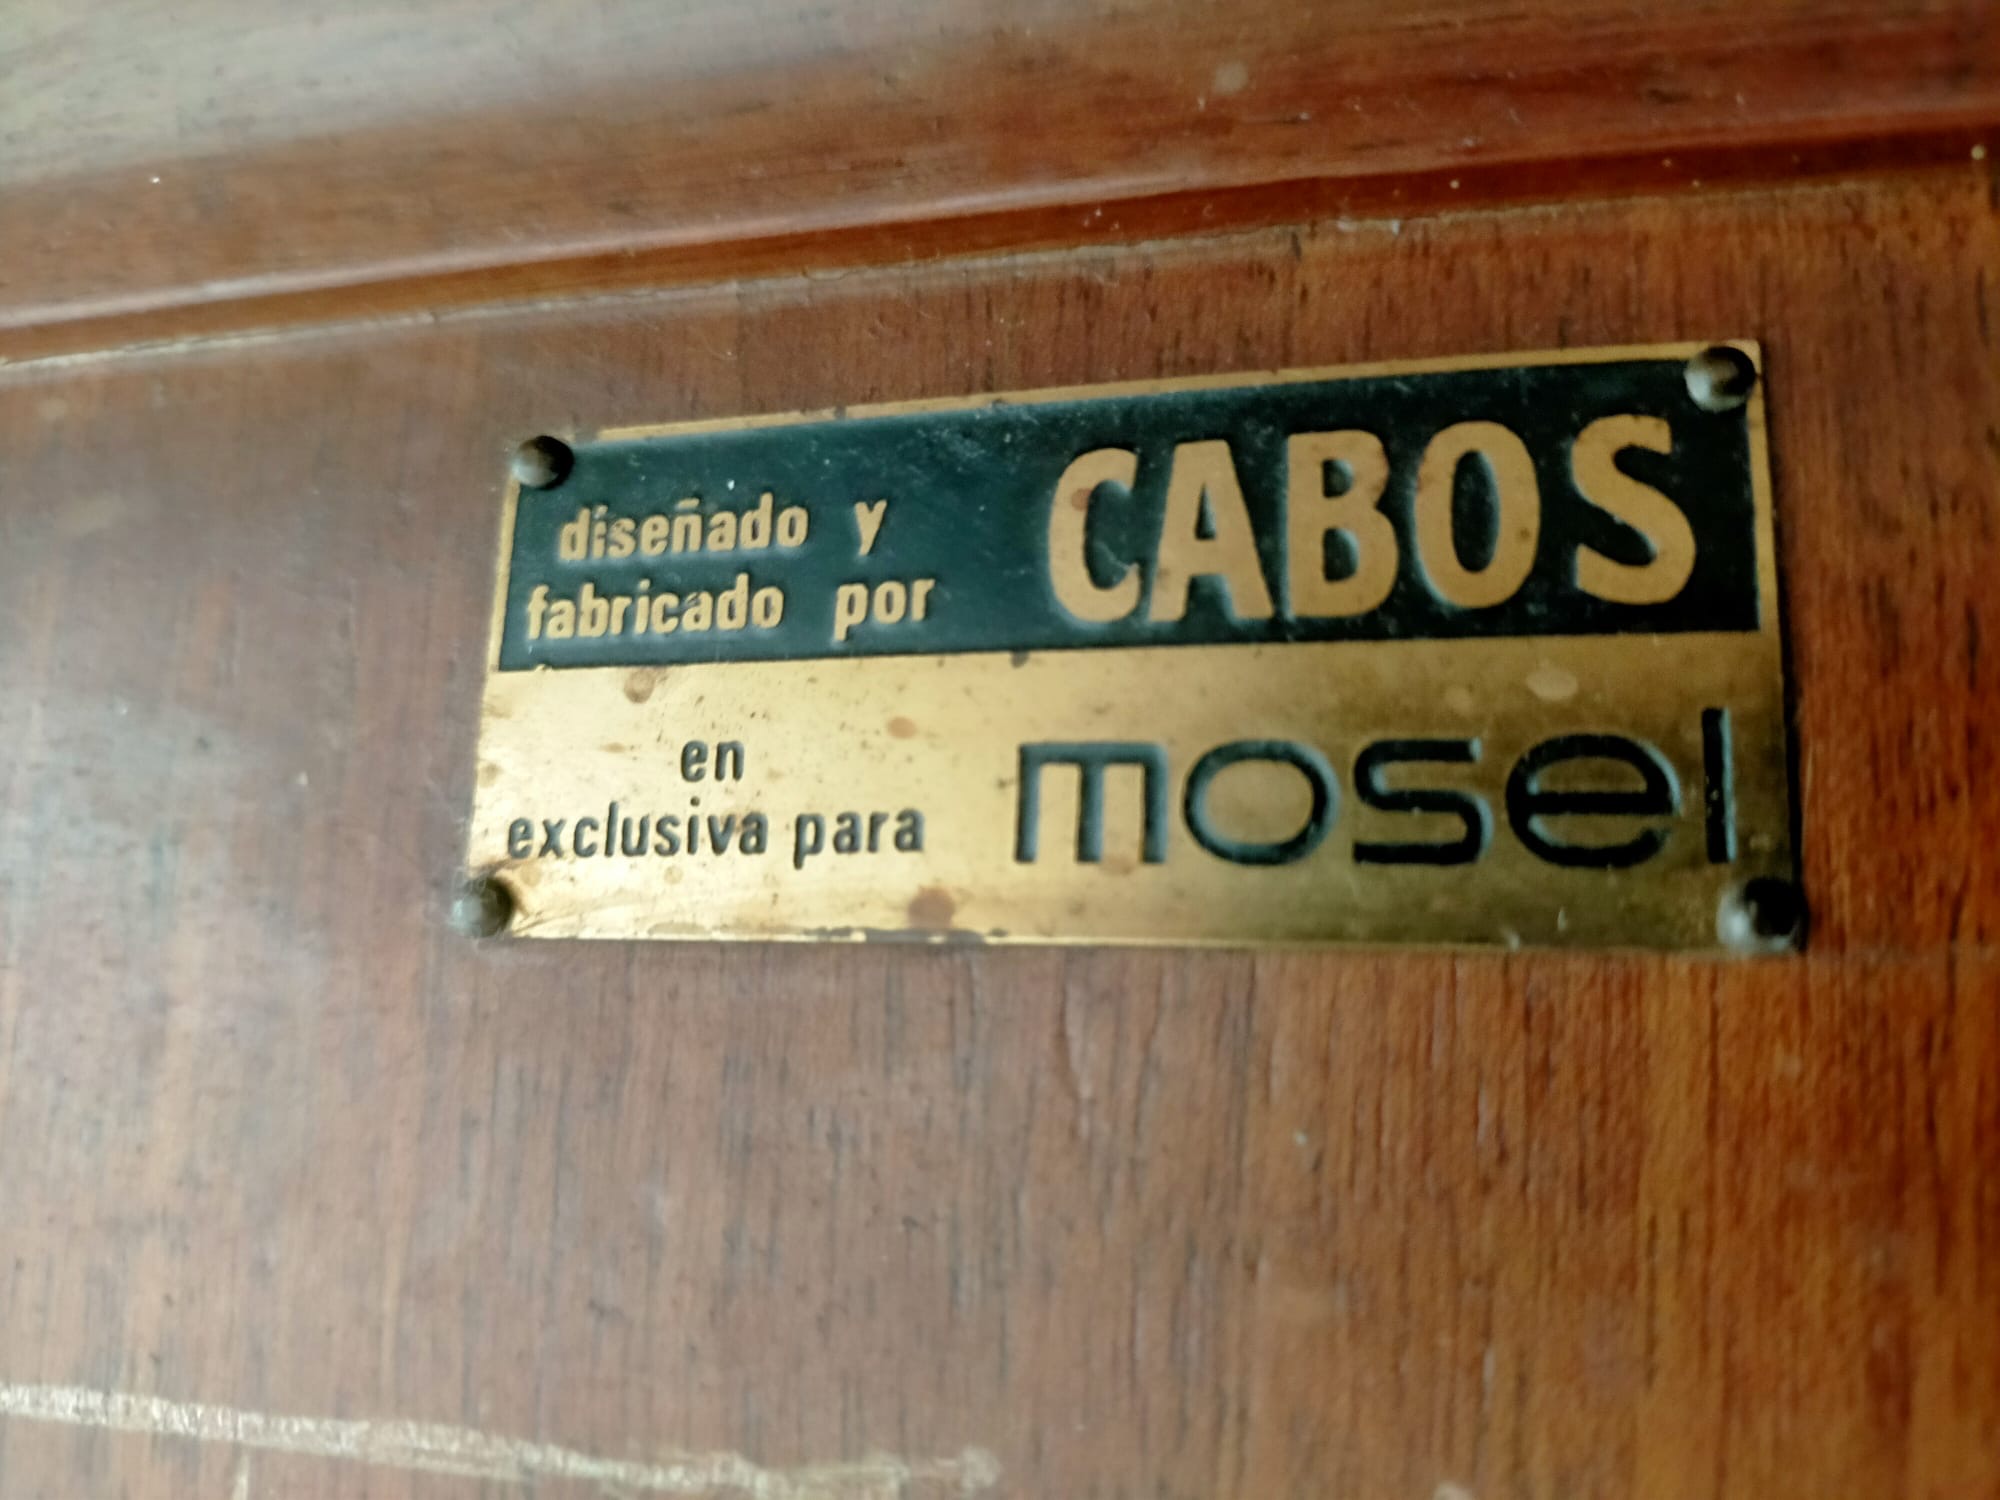 diseñado y
fabricado por CABOS
en
exclusiva para mosel